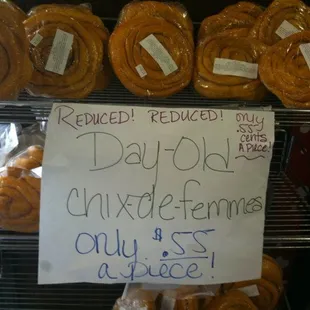 REDUCED! REDUCED! only
.55
cents
A PIECE!
Day-Old
chix-de-femmes
only $.55
a piece!